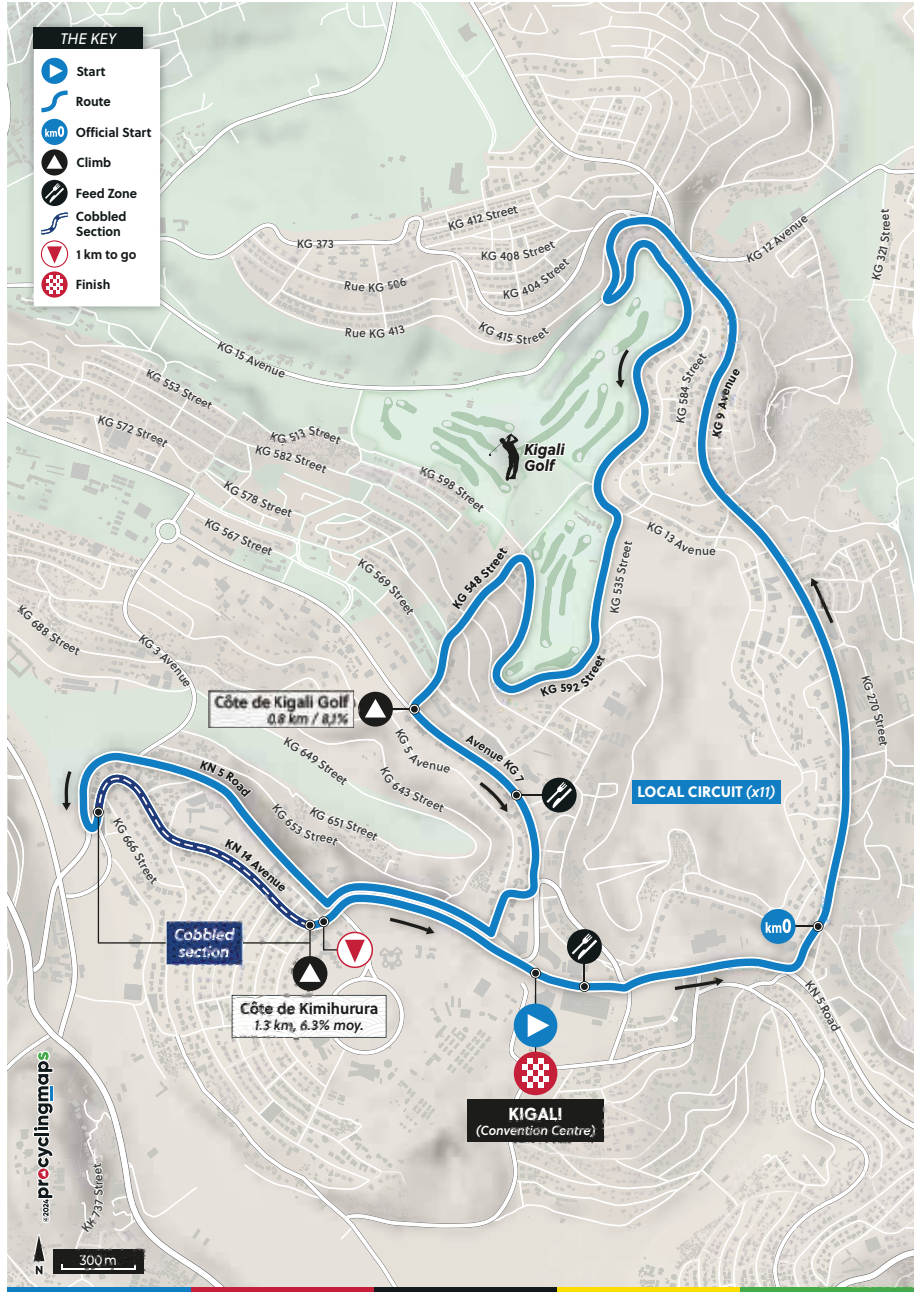 THE KEY
Start
Route
km0
Official Start
Climb
Feed Zone
Cobbled
Section
1 km to go
Finish
KG 412 Street
KG 373
KG 408 Street
KG 404 Street
Rue KG 506
Rue KG 413
KG 415 Street
KG 12 Avenue
KG 321 Street
KG 15 Avenue
KG 553 Street
KG 572 Street
KG 513 Street
KG 582 Street
KG 578 Street
KG 567 Street
KG 598 Street
Kigali
Golf
KG 584 Street
KG 9 Avenue
KG 13 Avenue
KG 569 Street
KG 548 Street
KG 535 Street
KG 592 Street
KG 688 Street
KG 3 Avenue
KG 270 Street
Côte de Kigali Golf
0.8 km / 8,1%
KG 5 Avenue
Avenue KG 7
KG 649 Street
KG 643 Street
KG 651 Street
KG 653 Street
KN 5 Road
LOCAL CIRCUIT (x11)
KG 666 Street
KN 14 Avenue
Cobbled
section
km0
KN 5 Road
Côte de Kimihurura
1.3 km, 6.3% moy.
KIGALI
(Convention Centre)
©2024 procyclingmaps
KK 737 Street
N
300 m